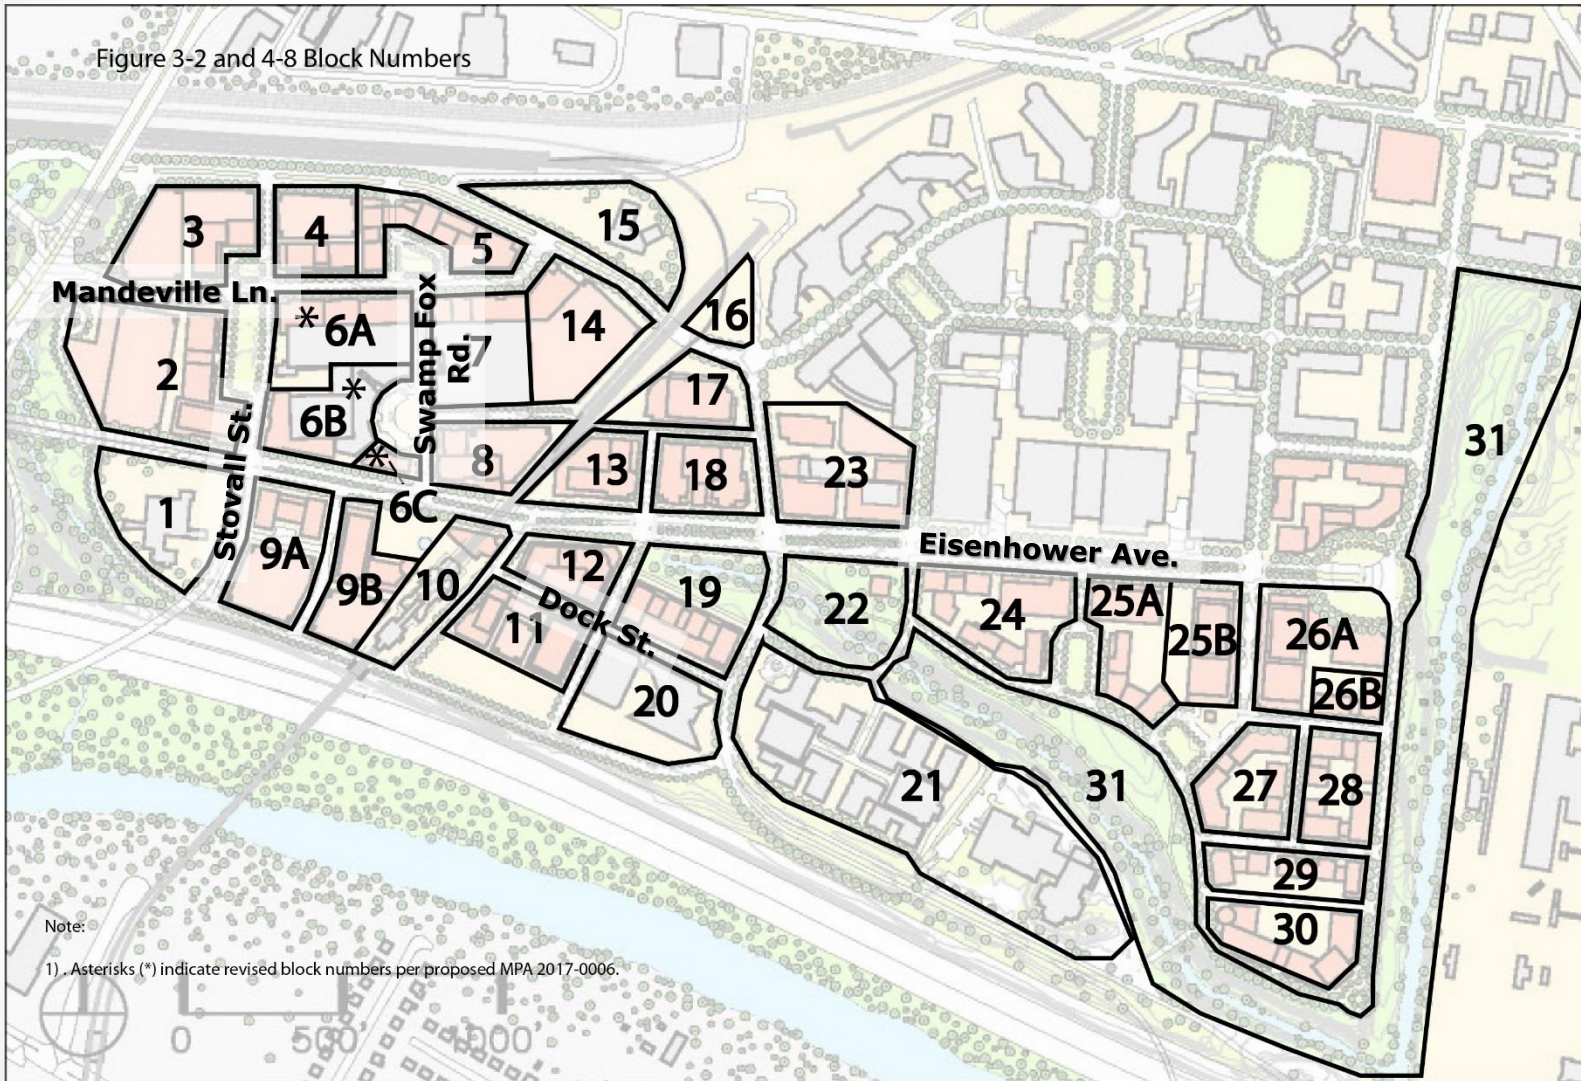 Figure 3-2 and 4-8 Block Numbers
3
4
5
15
Mandeville Ln.
16
* 6A
Swamp Fox
Rd.
7
14
2
*
6B
17
Stovall St.
*
8
13
18
23
1
6C
31
9A
9B
10
12
Dock St.
11
19
20
22
Eisenhower Ave.
24
25A
25B
26A
26B
21
31
27
28
29
30
Note:
1) . Asterisks (*) indicate revised block numbers per proposed MPA 2017-0006.
0 500' 1000'